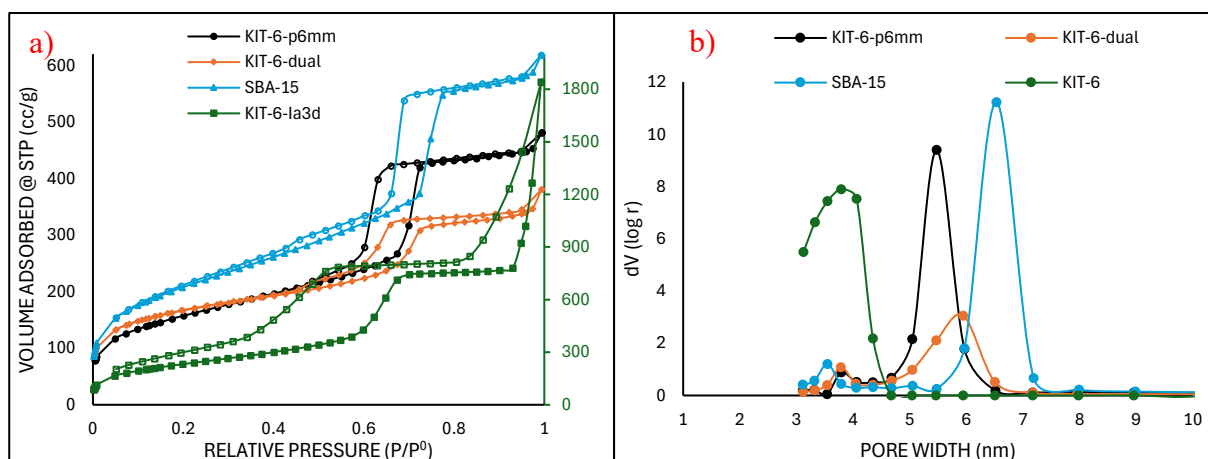 a)
KIT-6-p6mm
KIT-6-dual
SBA-15
KIT-6-Ia3d
VOLUME ADSORBED @ STP (cc/g)
600
500
400
300
200
100
0
1800
1500
1200
900
600
300
0
0 0.2 0.4 0.6 0.8 1
RELATIVE PRESSURE (P/P⁰)
b)
KIT-6-p6mm KIT-6-dual
SBA-15 KIT-6
dV (log r)
12
10
8
6
4
2
0
1 2 3 4 5 6 7 8 9 10
PORE WIDTH (nm)